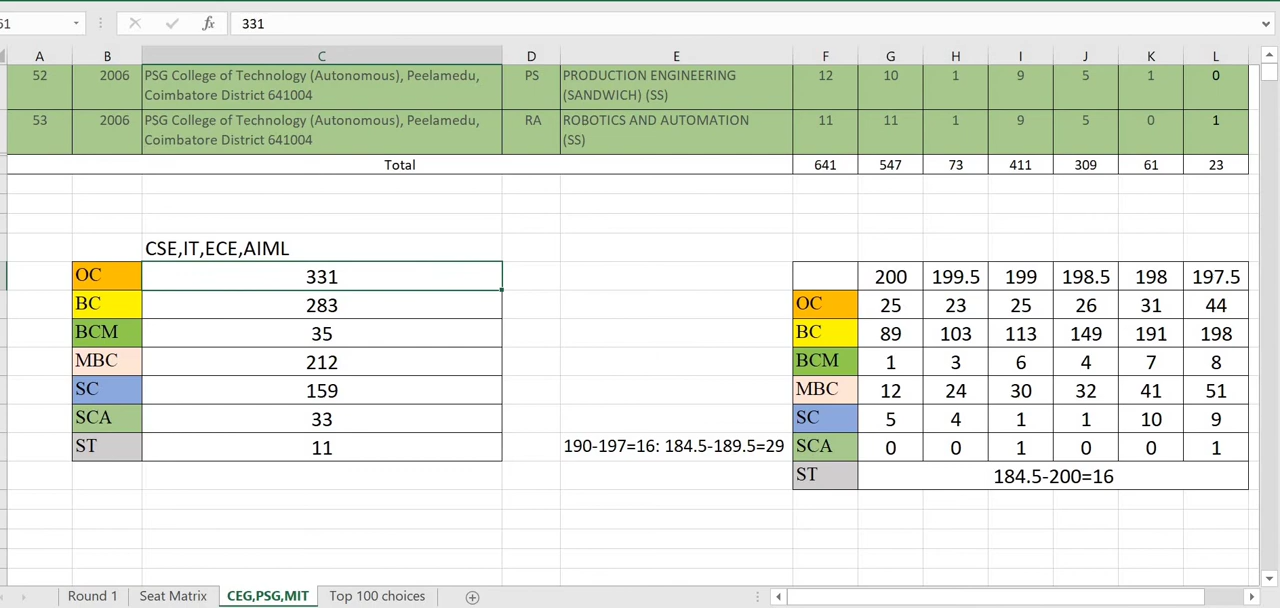 51 fx 331
A B C D E F G H I J K L
52 2006 PSG College of Technology (Autonomous), Peelamedu, PS PRODUCTION ENGINEERING 12 10 1 9 5 1 0
Coimbatore District 641004 (SANDWICH) (SS)
53 2006 PSG College of Technology (Autonomous), Peelamedu, RA ROBOTICS AND AUTOMATION 11 11 1 9 5 0 1
Coimbatore District 641004 (SS)
Total 641 547 73 411 309 61 23
CSE,IT,ECE,AIML
OC 331 200 199.5 199 198.5 198 197.5
BC 283 OC 25 23 25 26 31 44
BCM 35 BC 89 103 113 149 191 198
MBC 212 BCM 1 3 6 4 7 8
SC 159 MBC 12 24 30 32 41 51
SCA 33 SC 5 4 1 1 10 9
ST 11 190-197=16: 184.5-189.5=29 SCA 0 0 1 0 0 1
ST 184.5-200=16
Round 1 Seat Matrix CEG,PSG,MIT Top 100 choices